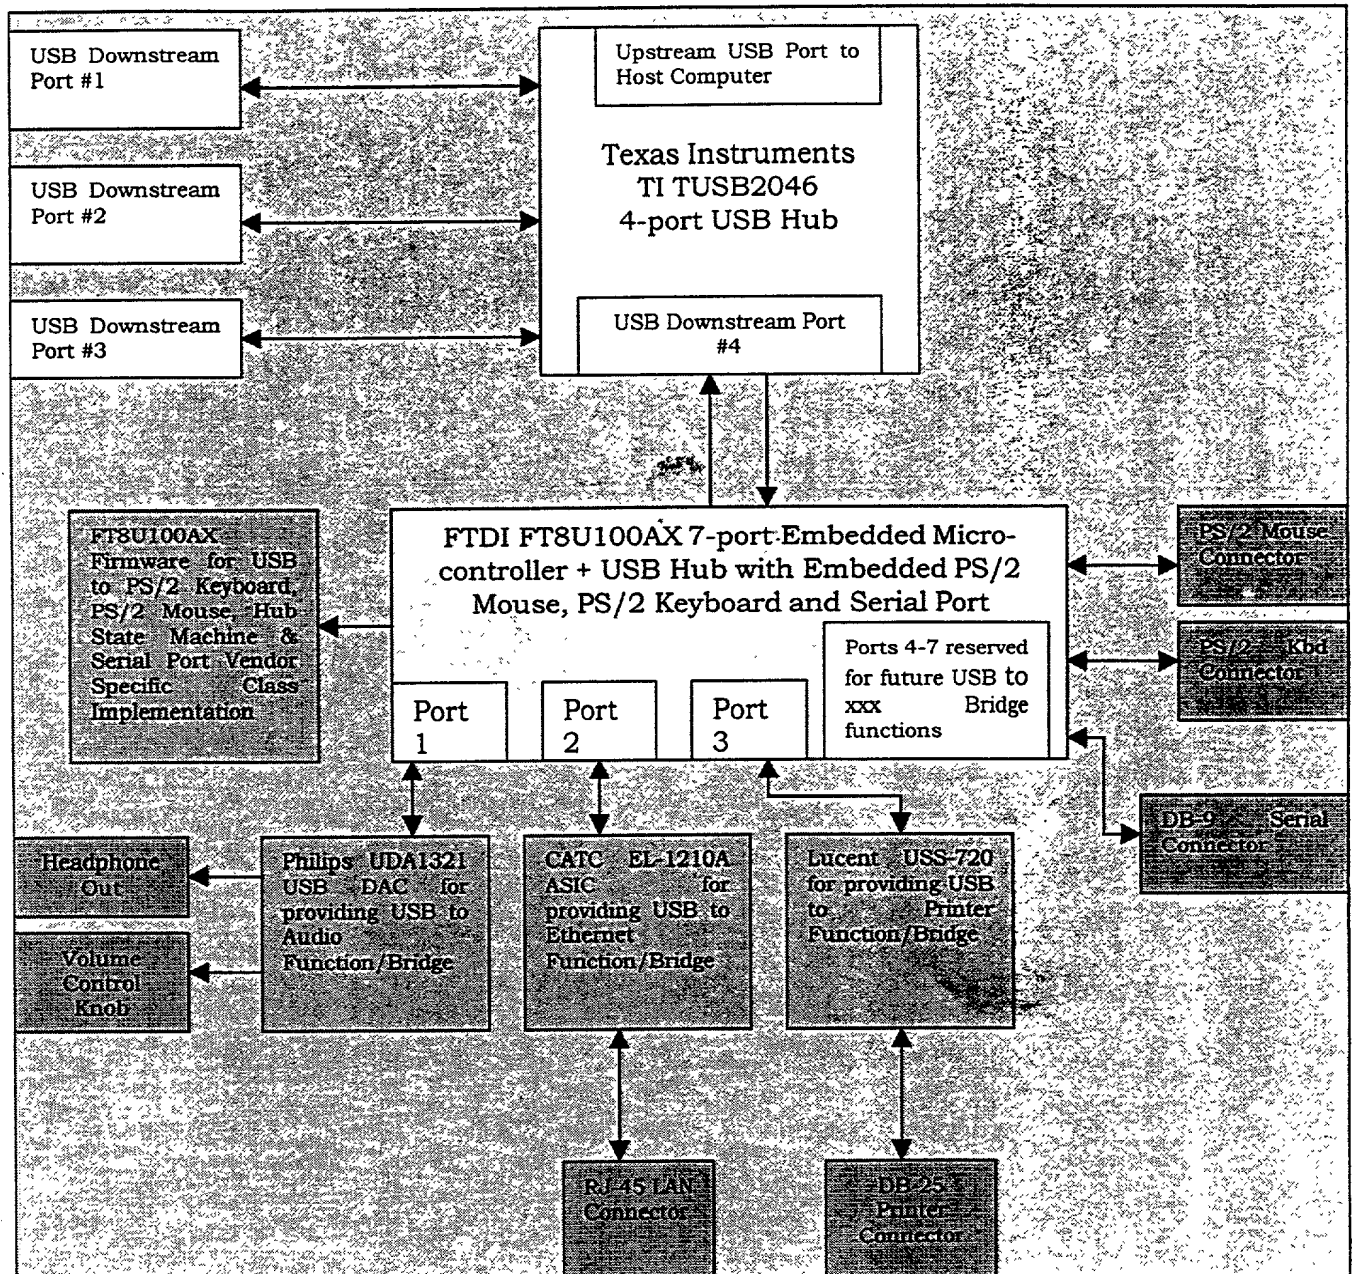 USB Downstream
Port #1
Upstream USB Port to
Host Computer
Texas Instruments
TI TUSB2046
4-port USB Hub
USB Downstream
Port #2
USB Downstream
Port #3
USB Downstream Port
#4
FT8U100AX
Firmware for USB
to PS/2 Keyboard,
PS/2 Mouse, Hub
State Machine &
Serial Port Vendor
Specific Class
Implementation
FTDI FT8U100AX 7-port Embedded Micro-
controller + USB Hub with Embedded PS/2
Mouse, PS/2 Keyboard and Serial Port
Ports 4-7 reserved
for future USB to
xxx Bridge
functions
Port
1
Port
2
Port
3
PS/2 Mouse
Connector
PS/2 Kbd
Connector
DB-9 Serial
Connector
Headphone
Out
Volume
Control
Knob
Philips UDA1321
USB DAC for
providing USB to
Audio
Function/Bridge
CATC EL-1210A
ASIC for
providing USB to
Ethernet
Function/Bridge
Lucent USS-720
for providing USB
to Printer
Function/Bridge
RJ-45 LAN
Connector
DB-25
Printer
Connector